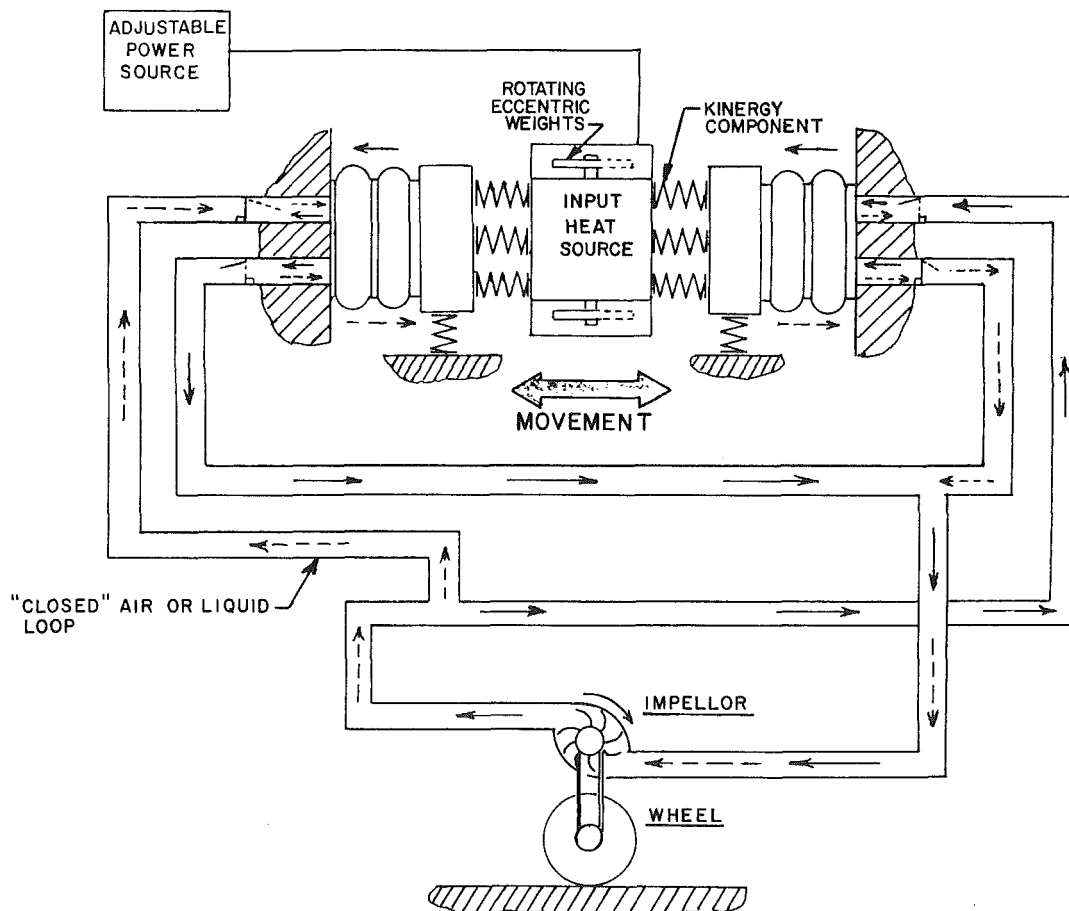 ADJUSTABLE
POWER
SOURCE
ROTATING
ECCENTRIC
WEIGHTS
KINERGY
COMPONENT
INPUT
HEAT
SOURCE
MOVEMENT
"CLOSED" AIR OR LIQUID
LOOP
IMPELLOR
WHEEL